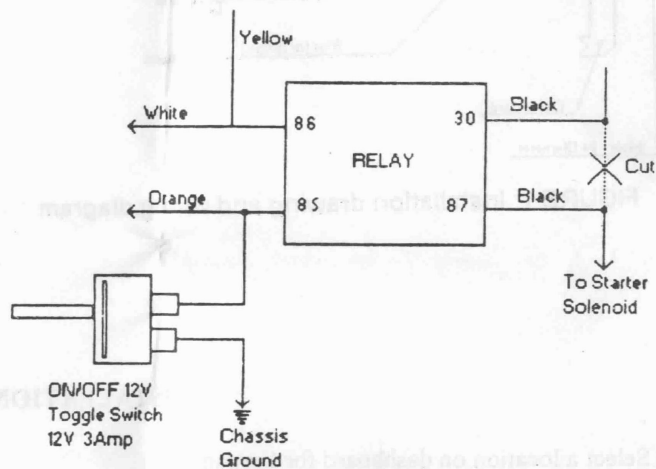 Yellow
White
86
30
Black
Cut
RELAY
Orange
85
87
Black
To Starter
Solenoid
ON/OFF 12V
Toggle Switch
12V 3Amp
Chassis
Ground